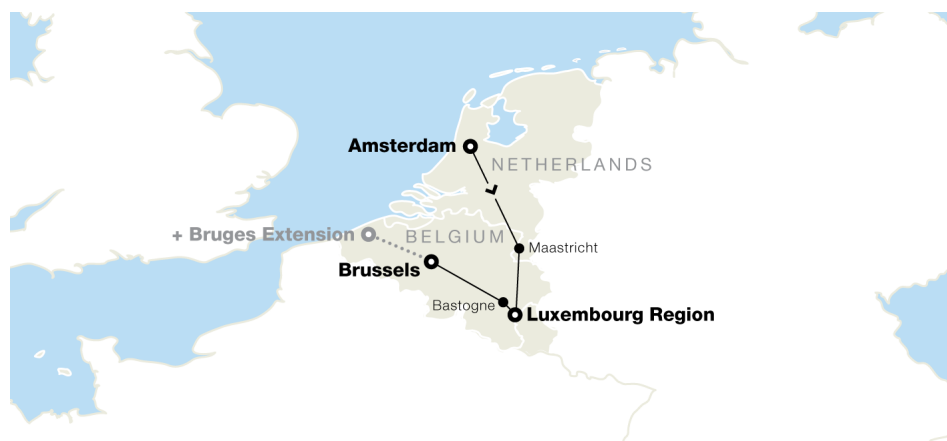 Amsterdam
NETHERLANDS
+ Bruges Extension
BELGIUM
Maastricht
Brussels
Bastogne
Luxembourg Region